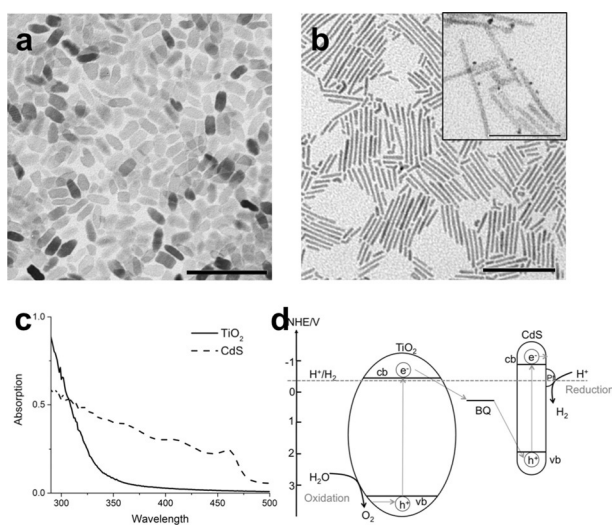 a
b
c
TiO₂
CdS
1.0
0.5
0.0
Absorption
300
350
400
450
500
Wavelength
d
NHE/V
TiO₂
CdS
-1
0
1
2
3
H⁺/H₂
cb
e⁻
cb
e⁻
Pt
H⁺
Reduction
H₂
BQ
h⁺
vb
H₂O
Oxidation
O₂
h⁺
vb